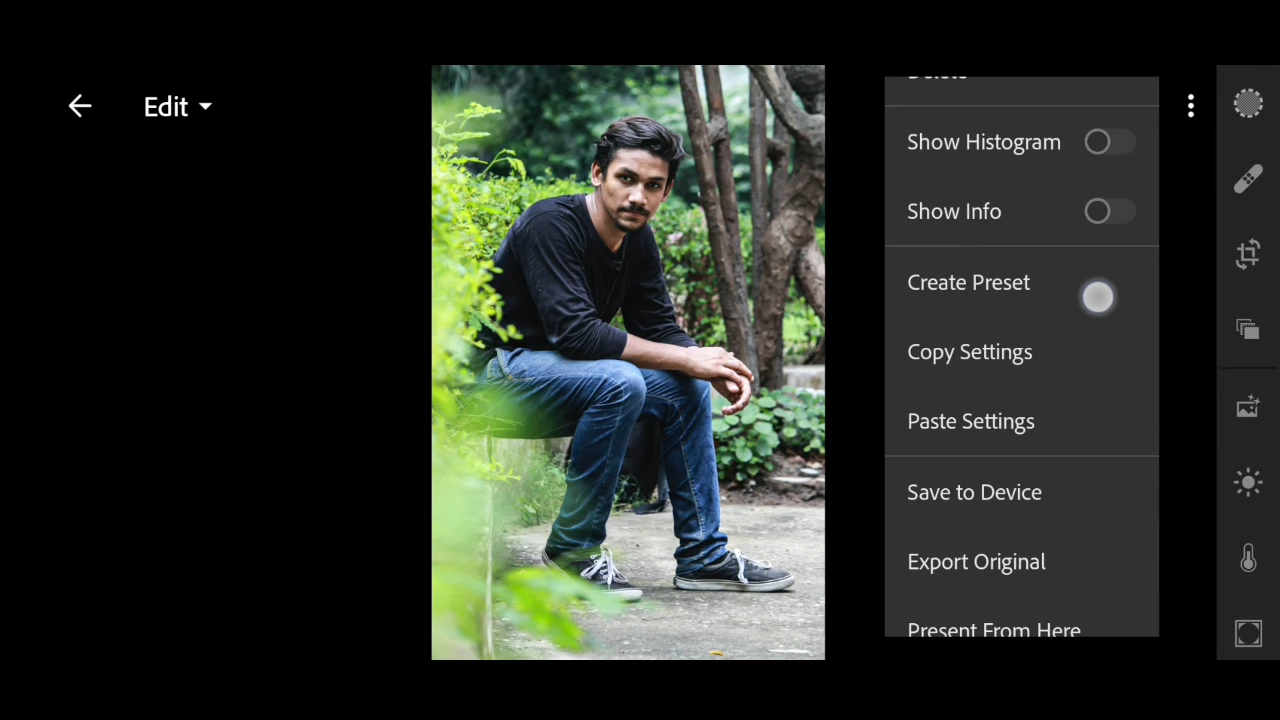 Edit
Delete
Show Histogram
Show Info
Create Preset
Copy Settings
Paste Settings
Save to Device
Export Original
Present From Here